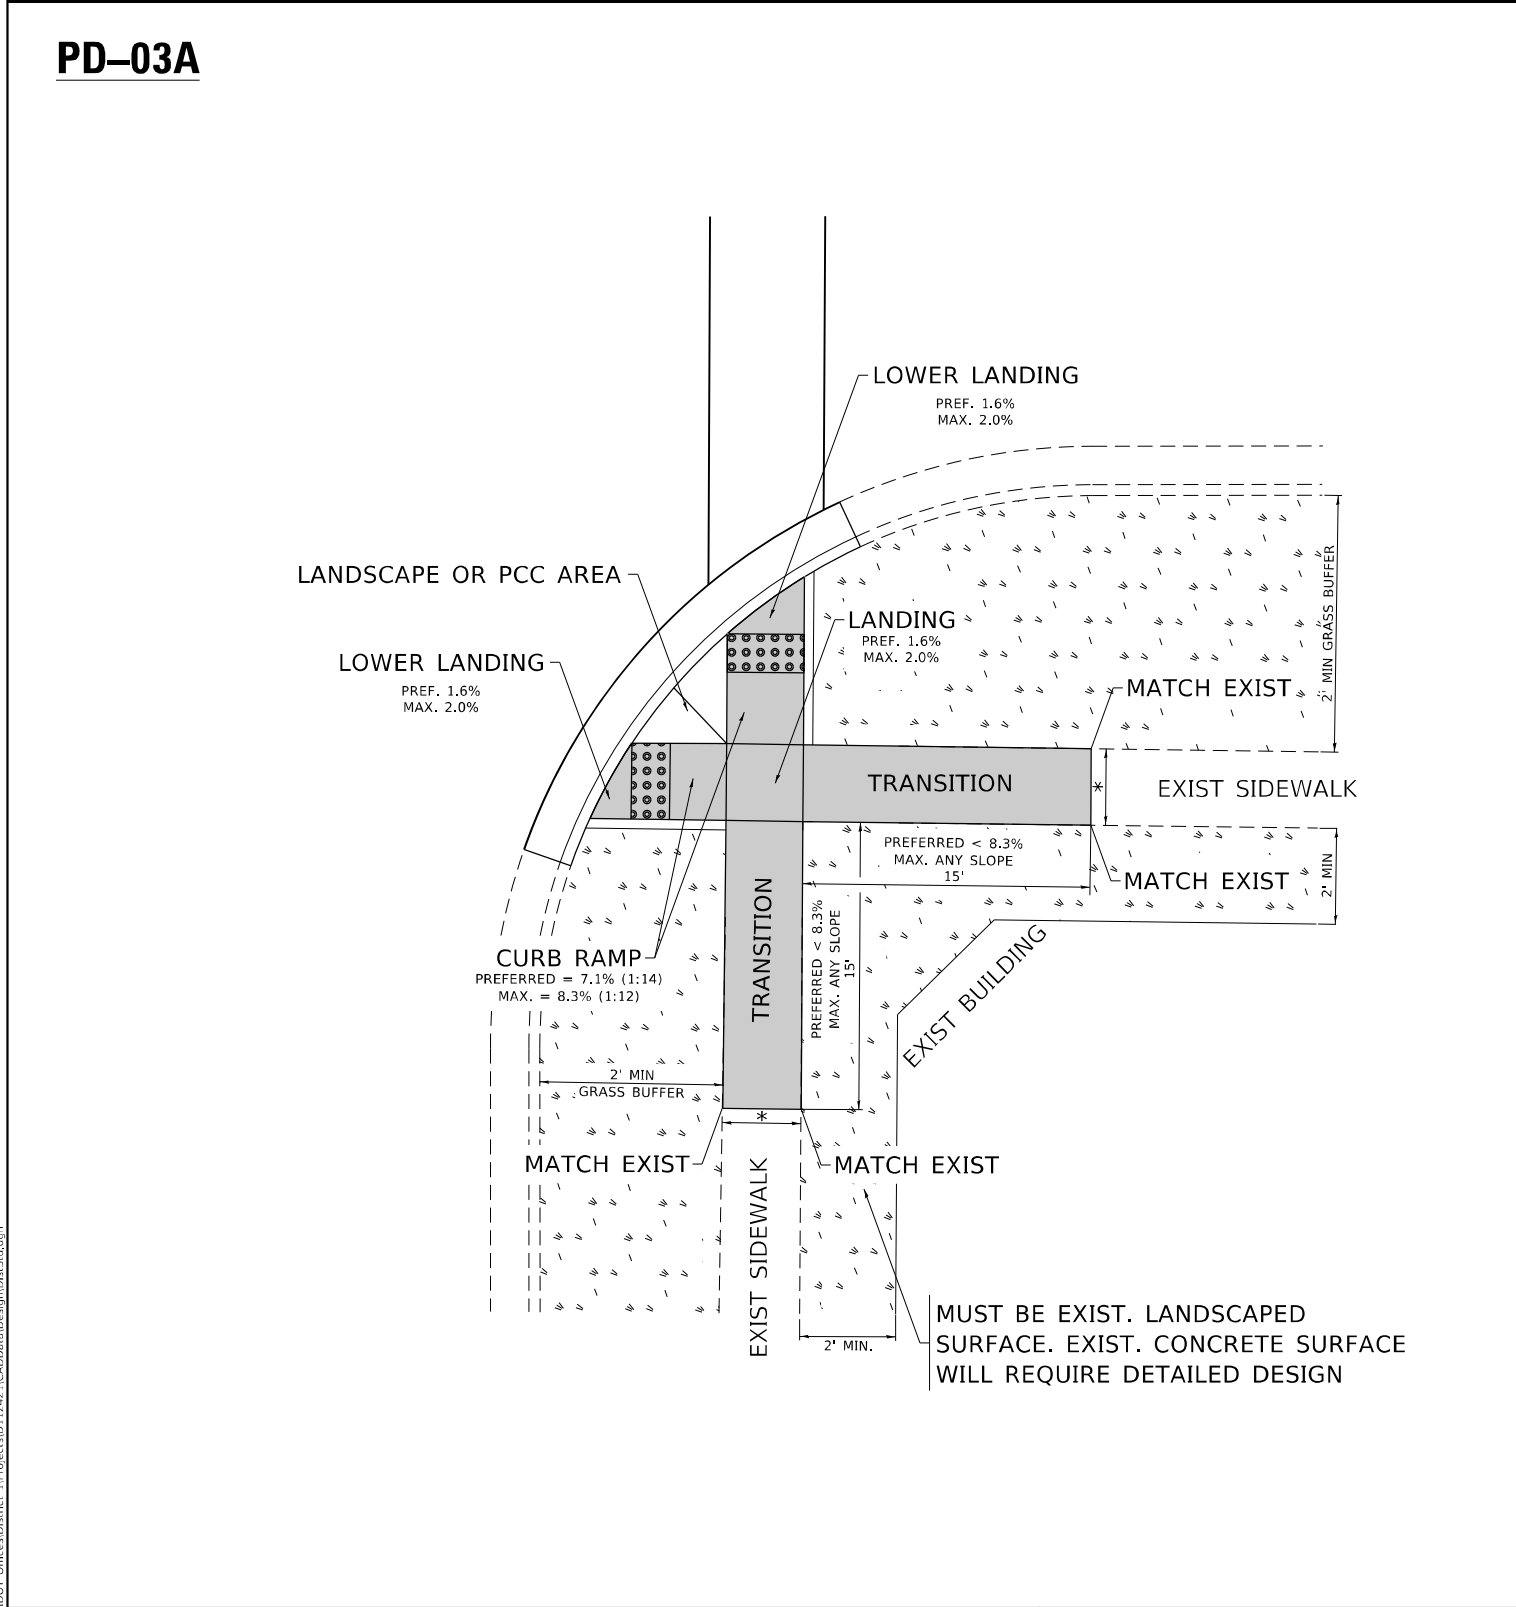 PD–03A
LOWER LANDING
PREF. 1.6%
MAX. 2.0%
LANDSCAPE OR PCC AREA
LANDING
PREF. 1.6%
MAX. 2.0%
LOWER LANDING
PREF. 1.6%
MAX. 2.0%
2' MIN GRASS BUFFER
MATCH EXIST
TRANSITION
*
EXIST SIDEWALK
PREFERRED < 8.3%
MAX. ANY SLOPE
15'
MATCH EXIST
2' MIN
TRANSITION
PREFERRED < 8.3%
MAX. ANY SLOPE
15'
CURB RAMP
PREFERRED = 7.1% (1:14)
MAX. = 8.3% (1:12)
EXIST BUILDING
2' MIN
GRASS BUFFER
*
MATCH EXIST
MATCH EXIST
EXIST SIDEWALK
2' MIN.
MUST BE EXIST. LANDSCAPED
SURFACE. EXIST. CONCRETE SURFACE
WILL REQUIRE DETAILED DESIGN